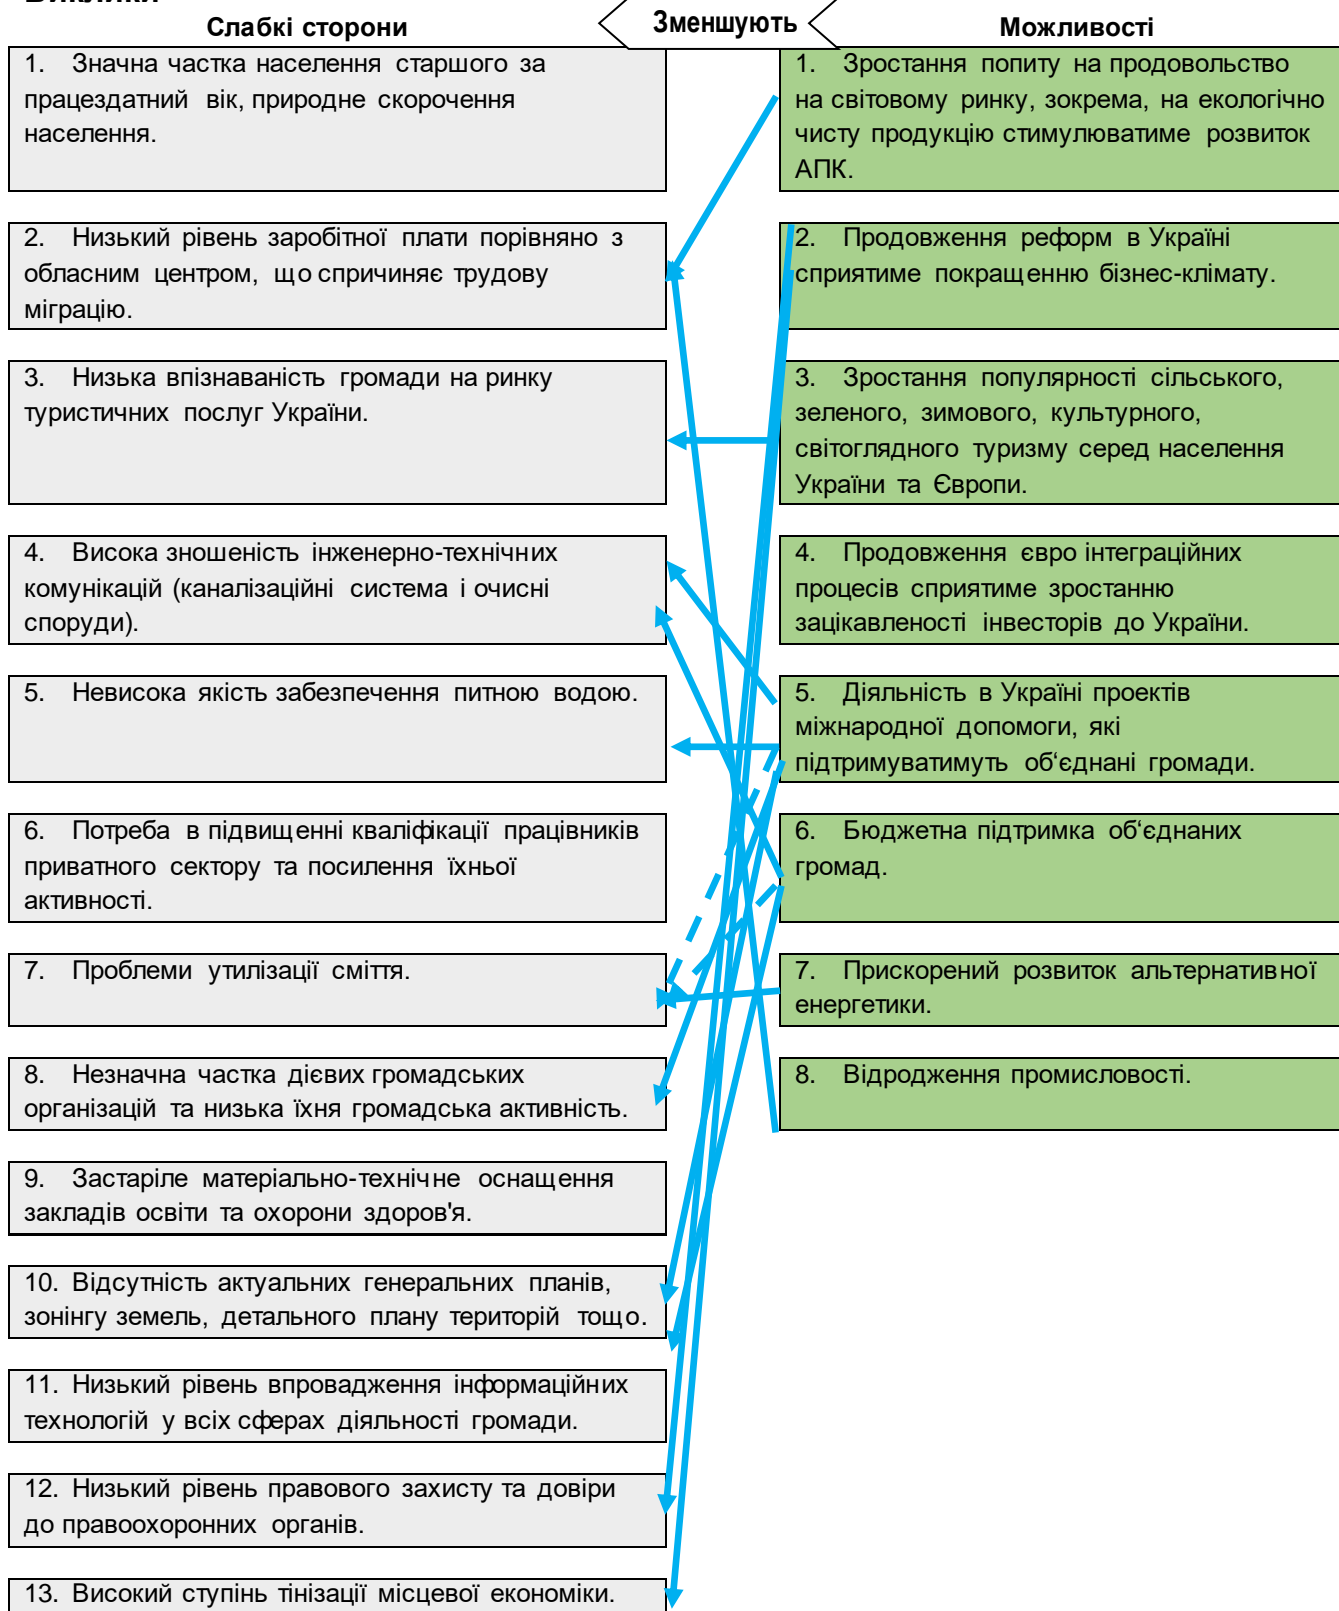 Виклики
Слабкі сторони
Зменшують
Можливості
1. Значна частка населення старшого за
працездатний вік, природне скорочення
населення.
1. Зростання попиту на продовольство
на світовому ринку, зокрема, на екологічно
чисту продукцію стимулюватиме розвиток
АПК.
2. Низький рівень заробітної плати порівняно з
обласним центром, що спричиняє трудову
міграцію.
2. Продовження реформ в Україні
сприятиме покращенню бізнес-клімату.
3. Низька впізнаваність громади на ринку
туристичних послуг України.
3. Зростання популярності сільського,
зеленого, зимового, культурного,
світоглядного туризму серед населення
України та Європи.
4. Висока зношеність інженерно-технічних
комунікацій (каналізаційні система і очисні
споруди).
4. Продовження євро інтеграційних
процесів сприятиме зростанню
зацікавленості інвесторів до України.
5. Невисока якість забезпечення питною водою.
5. Діяльність в Україні проектів
міжнародної допомоги, які
підтримуватимуть об‘єднані громади.
6. Потреба в підвищенні кваліфікації працівників
приватного сектору та посилення їхньої
активності.
6. Бюджетна підтримка об‘єднаних
громад.
7. Проблеми утилізації сміття.
7. Прискорений розвиток альтернативної
енергетики.
8. Незначна частка дієвих громадських
організацій та низька їхня громадська активність.
8. Відродження промисловості.
9. Застаріле матеріально-технічне оснащення
закладів освіти та охорони здоров'я.
10. Відсутність актуальних генеральних планів,
зонінгу земель, детального плану територій тощо.
11. Низький рівень впровадження інформаційних
технологій у всіх сферах діяльності громади.
12. Низький рівень правового захисту та довіри
до правоохоронних органів.
13. Високий ступінь тінізації місцевої економіки.